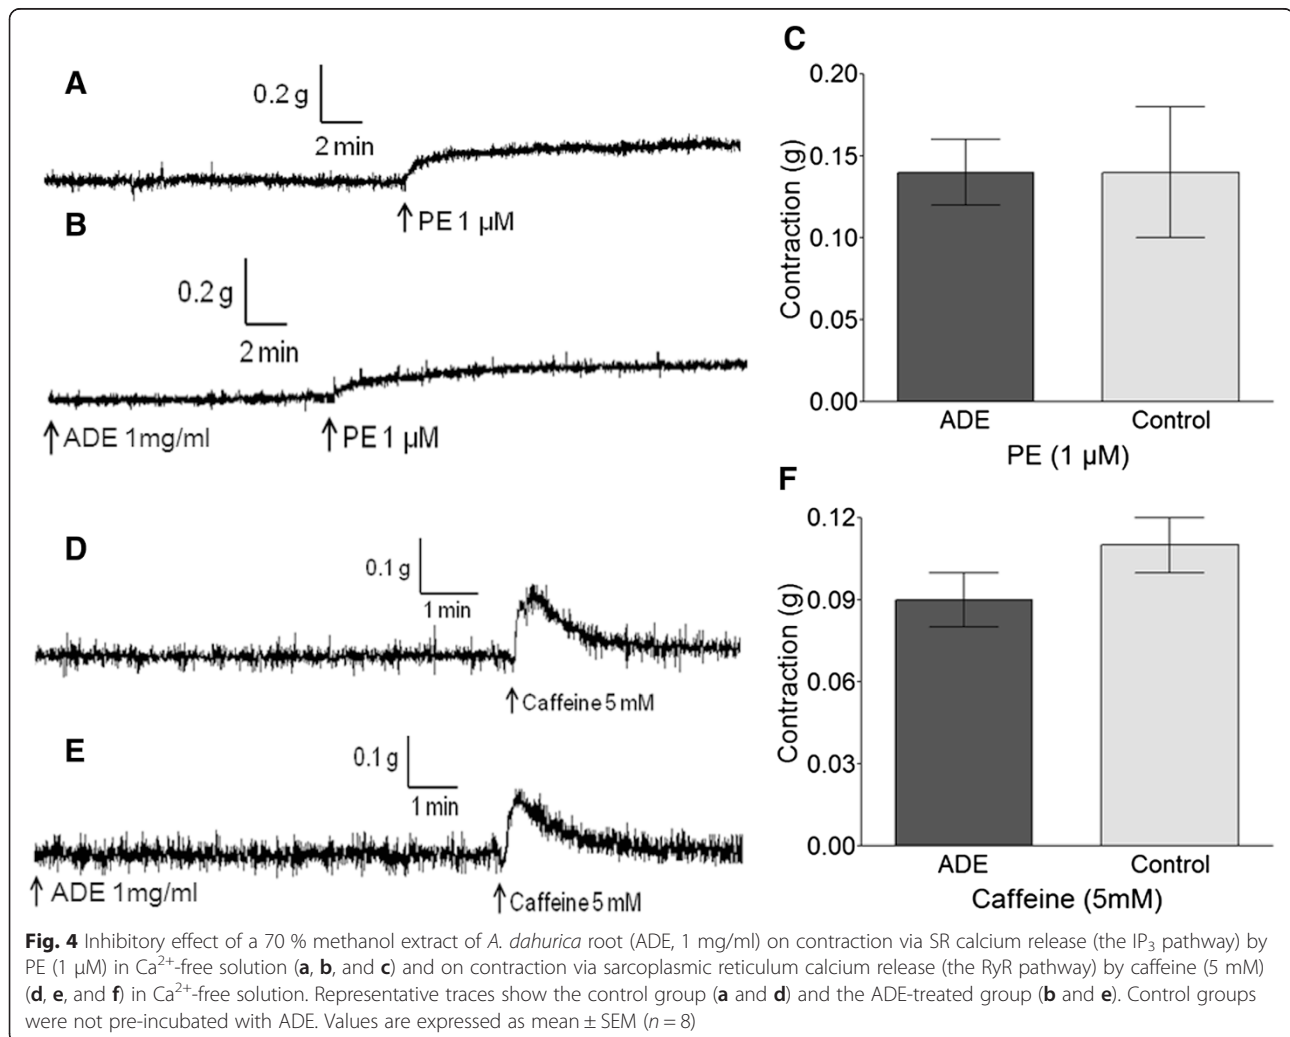 A
0.2 g
2 min
PE 1 µM
B
0.2 g
2 min
ADE 1mg/ml
PE 1 µM
C
0.20
0.15
0.10
0.05
0.00
Contraction (g)
ADE
Control
PE (1 µM)
D
0.1 g
1 min
Caffeine 5 mM
E
0.1 g
1 min
ADE 1mg/ml
Caffeine 5 mM
F
0.12
0.09
0.06
0.03
0.00
Contraction (g)
ADE
Control
Caffeine (5mM)
Fig. 4 Inhibitory effect of a 70 % methanol extract of A. dahurica root (ADE, 1 mg/ml) on contraction via SR calcium release (the IP₃ pathway) by
PE (1 µM) in Ca²⁺-free solution (a, b, and c) and on contraction via sarcoplasmic reticulum calcium release (the RyR pathway) by caffeine (5 mM)
(d, e, and f) in Ca²⁺-free solution. Representative traces show the control group (a and d) and the ADE-treated group (b and e). Control groups
were not pre-incubated with ADE. Values are expressed as mean ± SEM (n = 8)